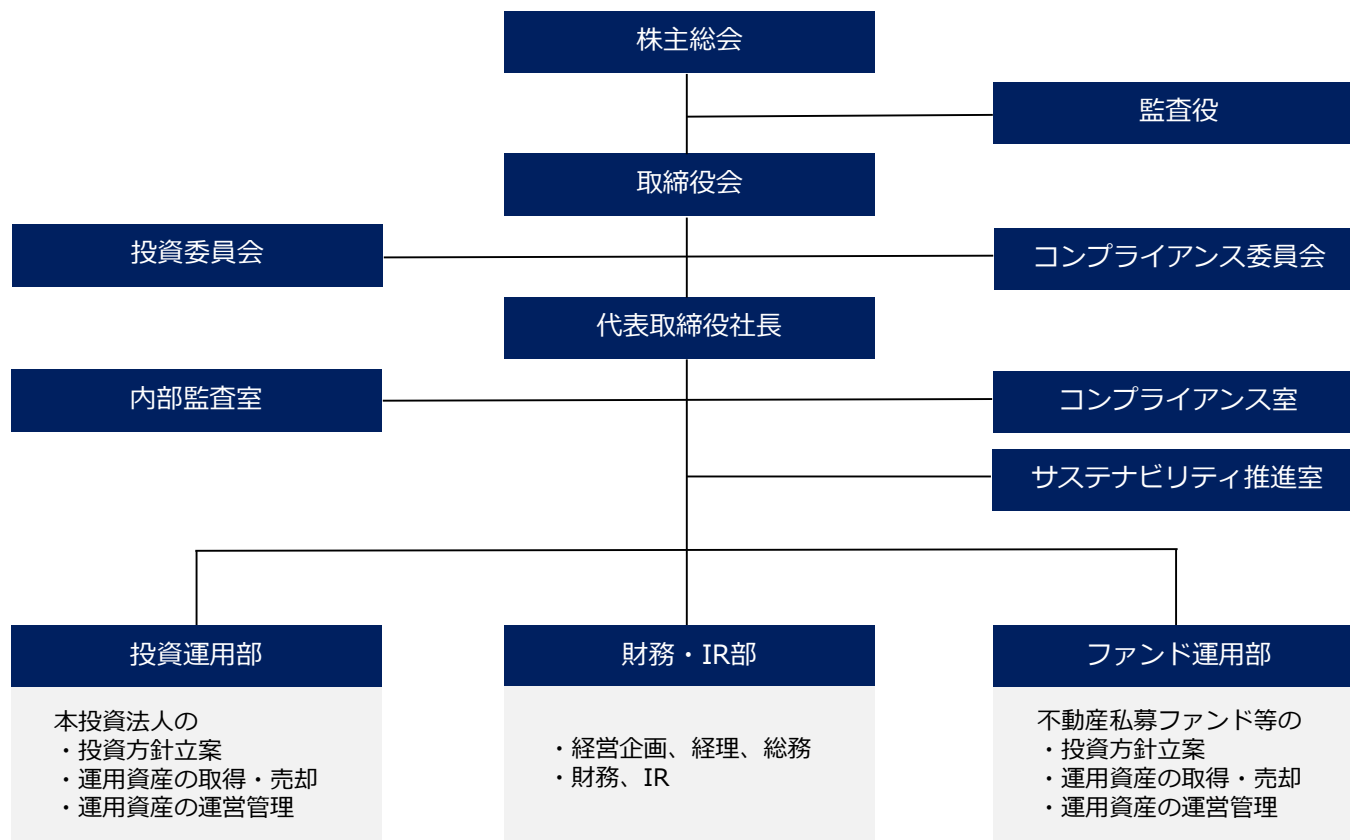 株主総会
監査役
取締役会
投資委員会
コンプライアンス委員会
代表取締役社長
内部監査室
コンプライアンス室
サステナビリティ推進室
投資運用部
本投資法人の
・投資方針立案
・運用資産の取得・売却
・運用資産の運営管理
財務・IR部
・経営企画、経理、総務
・財務、IR
ファンド運用部
不動産私募ファンド等の
・投資方針立案
・運用資産の取得・売却
・運用資産の運営管理